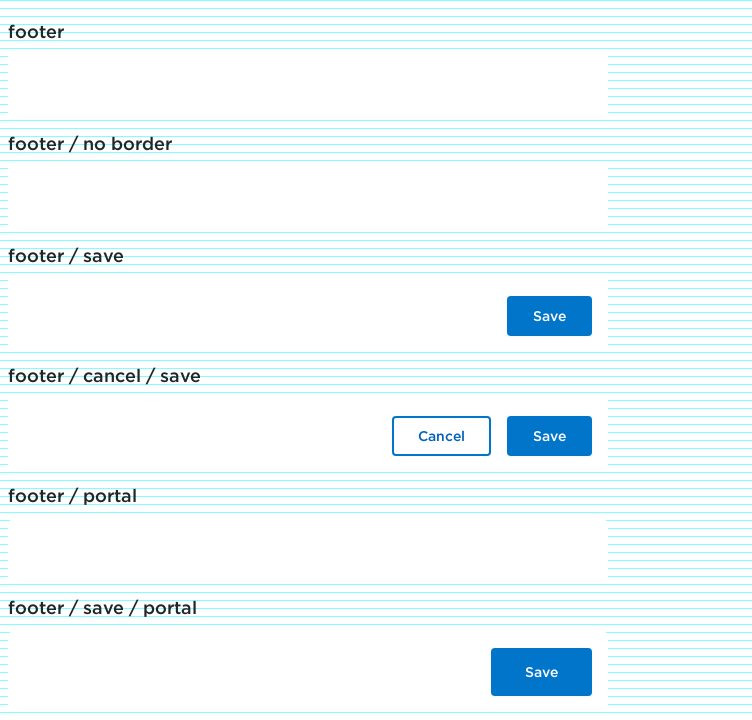 footer
footer / no border
footer / save
Save
footer / cancel / save
Cancel Save
footer / portal
footer / save / portal
Save